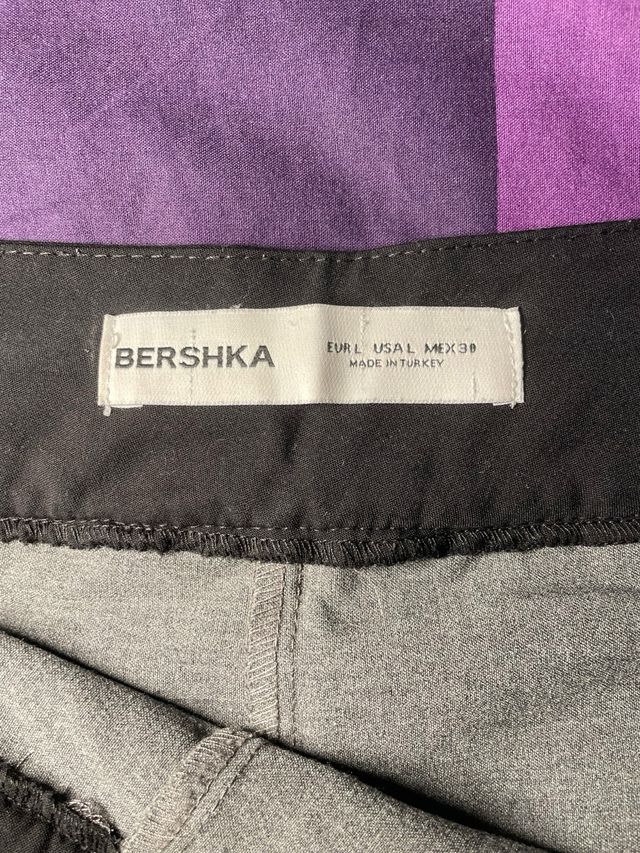 BERSHKA
EUR L USA L MEX 30
MADE IN TURKEY